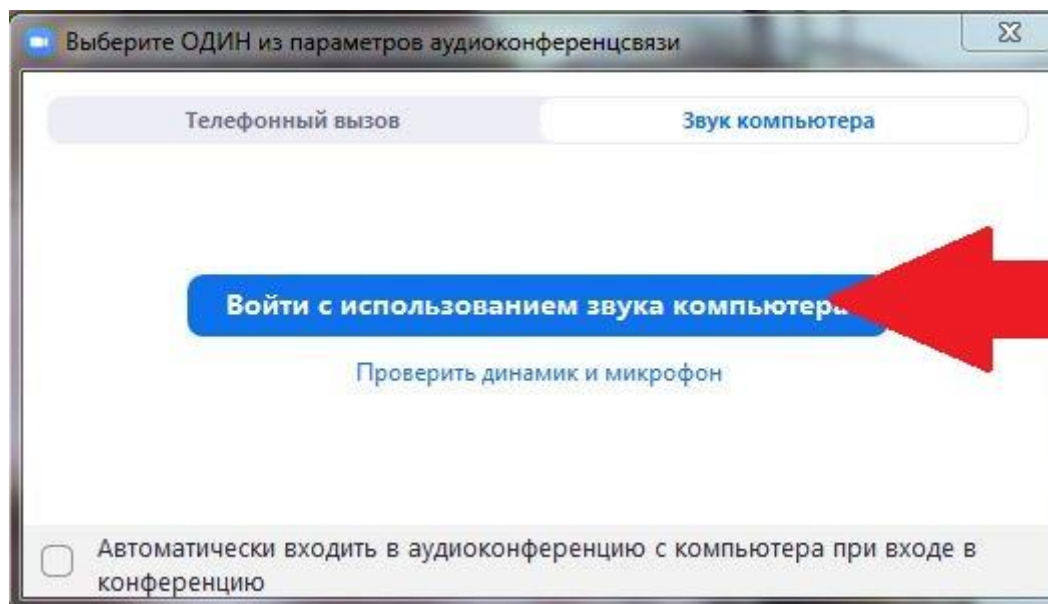 Выберите ОДИН из параметров аудиоконференцсвязи
Телефонный вызов
Звук компьютера
Войти с использованием звука компьютера
Проверить динамик и микрофон
Автоматически входить в аудиоконференцию с компьютера при входе в
конференцию